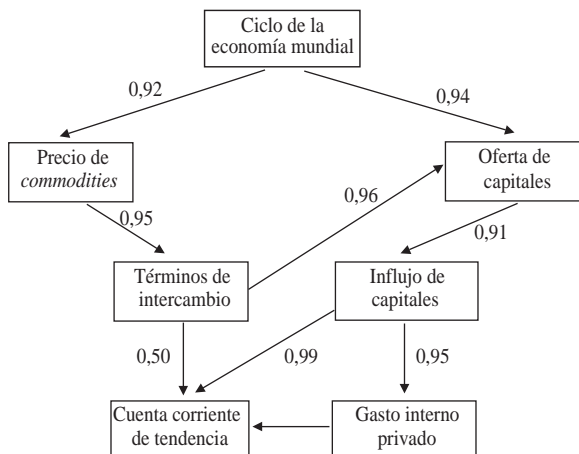 Ciclo de la
economía mundial
0,92
0,94
Precio de
commodities
Oferta de
capitales
0,96
0,95
0,91
Términos de
intercambio
Influjo de
capitales
0,50
0,99
0,95
Cuenta corriente
de tendencia
Gasto interno
privado